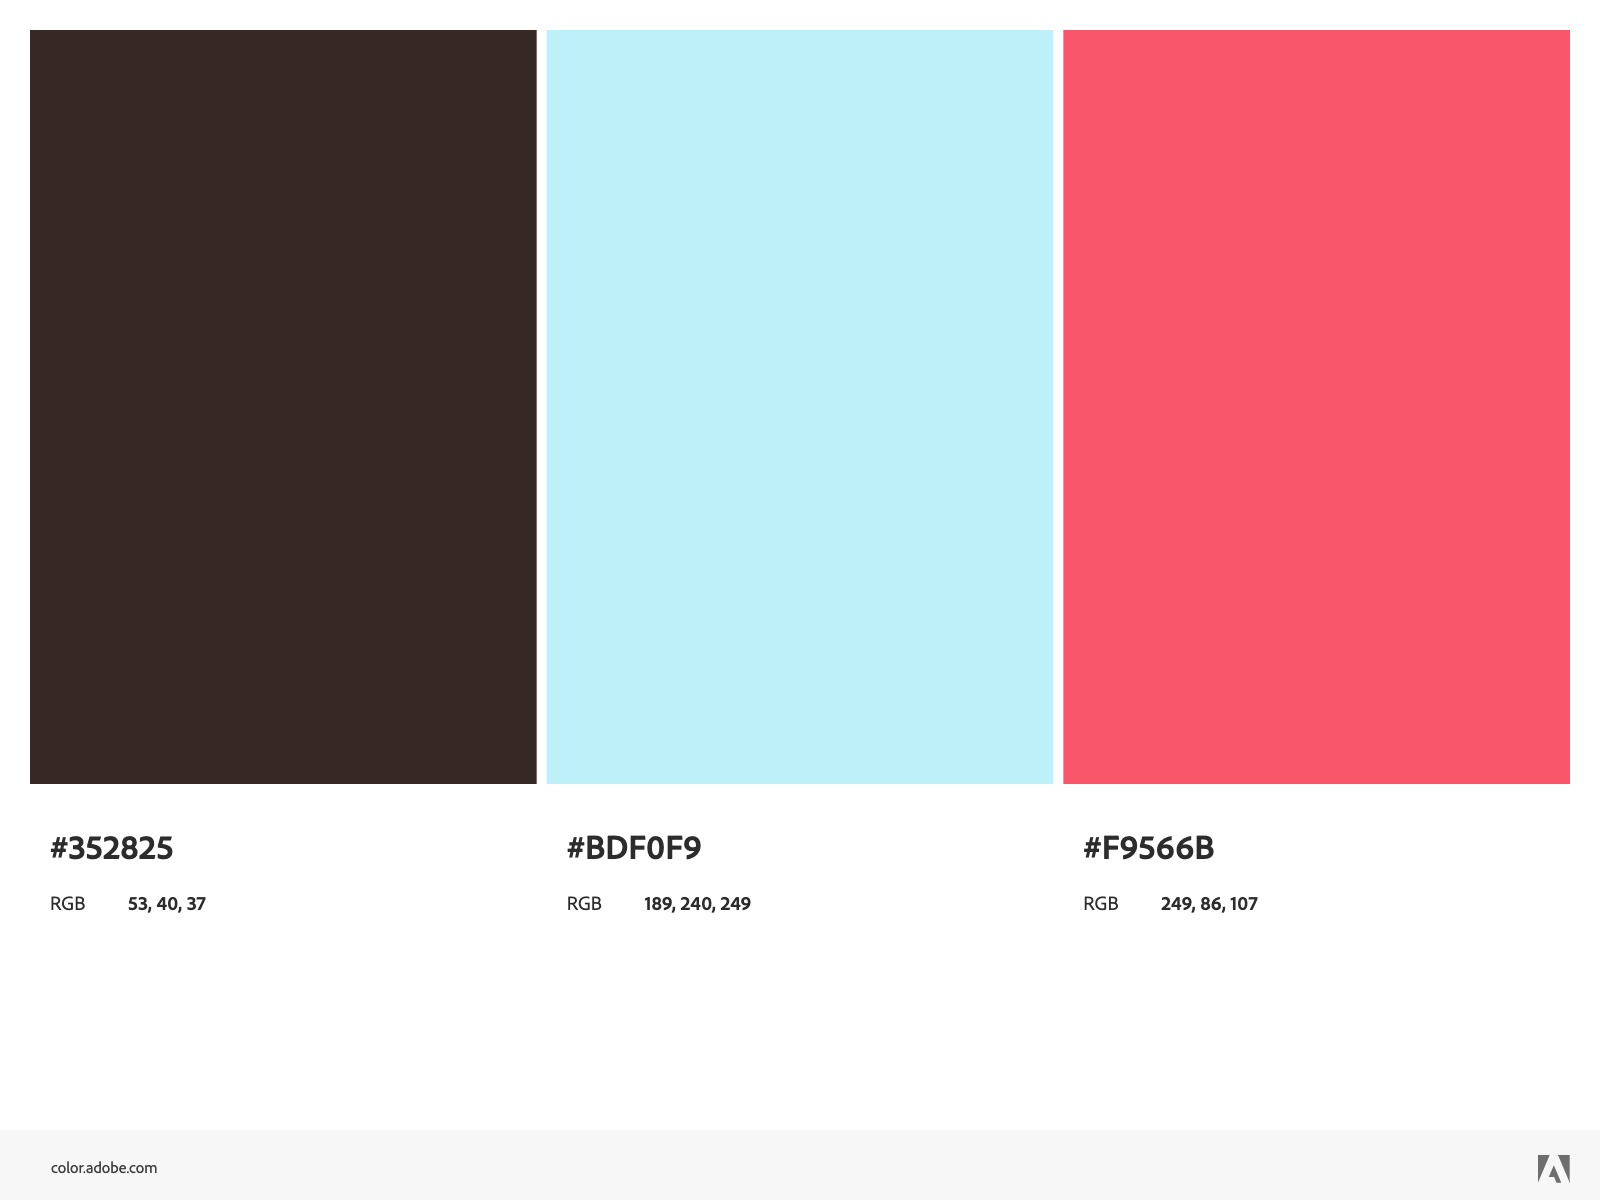 #352825
RGB 53, 40, 37
#BDF0F9
RGB 189, 240, 249
#F9566B
RGB 249, 86, 107
color.adobe.com